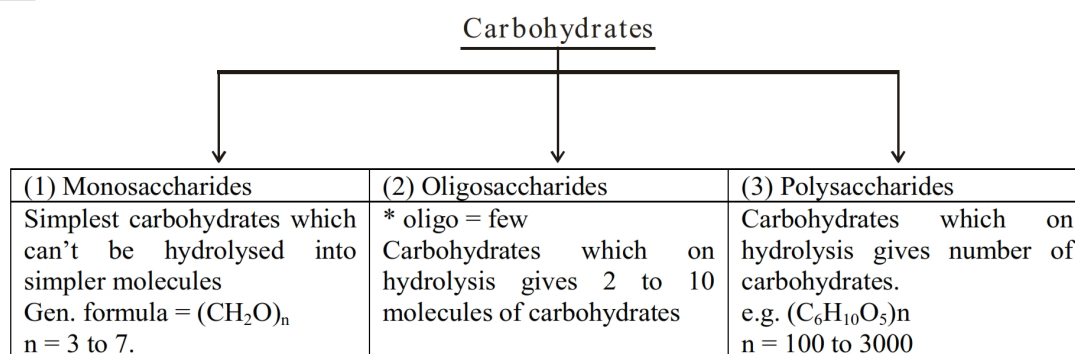 Carbohydrates
(1) Monosaccharides
Simplest carbohydrates which
can't be hydrolysed into
simpler molecules
Gen. formula = (CH₂O)ₙ
n = 3 to 7.
(2) Oligosaccharides
* oligo = few
Carbohydrates which on
hydrolysis gives 2 to 10
molecules of carbohydrates
(3) Polysaccharides
Carbohydrates which on
hydrolysis gives number of
carbohydrates.
e.g. (C₆H₁₀O₅)n
n = 100 to 3000